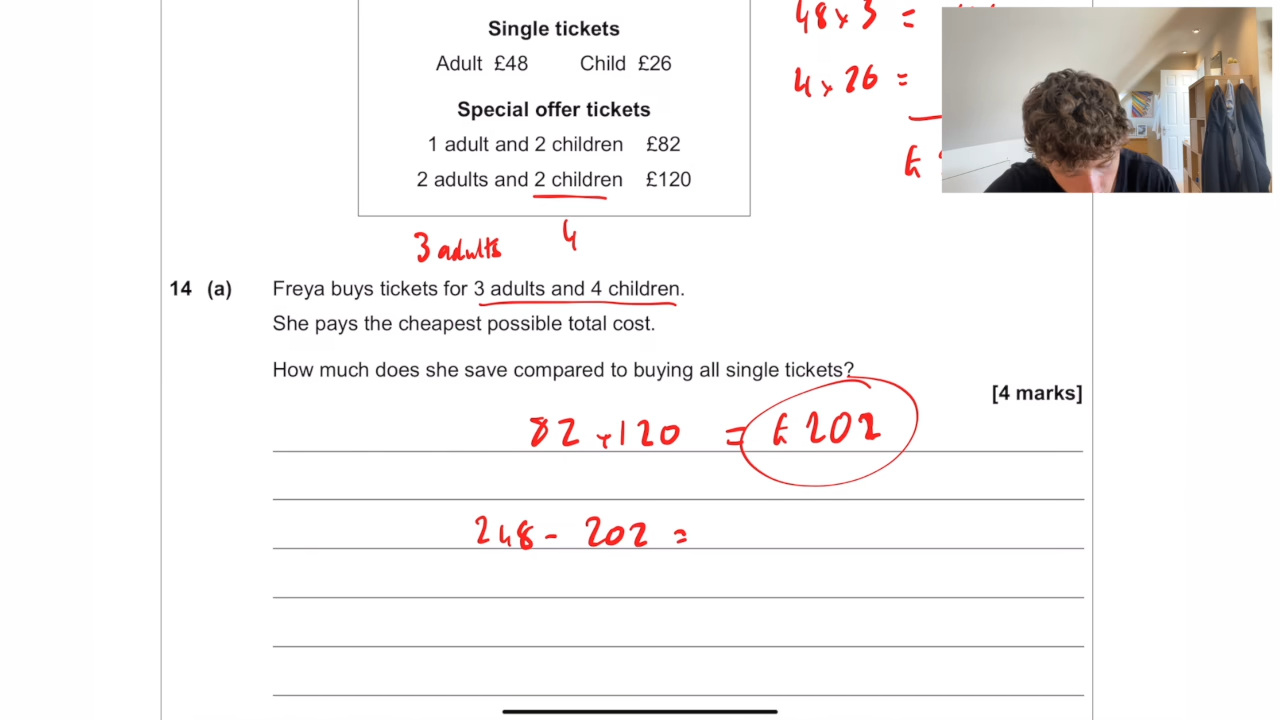 Single tickets
Adult £48 Child £26
Special offer tickets
1 adult and 2 children £82
2 adults and 2 children £120
48 x 3 =
4 x 26 =
£
3 adults 4
14 (a) Freya buys tickets for 3 adults and 4 children.
She pays the cheapest possible total cost.
How much does she save compared to buying all single tickets?
[4 marks]
82 + 120 = £202
248 - 202 =